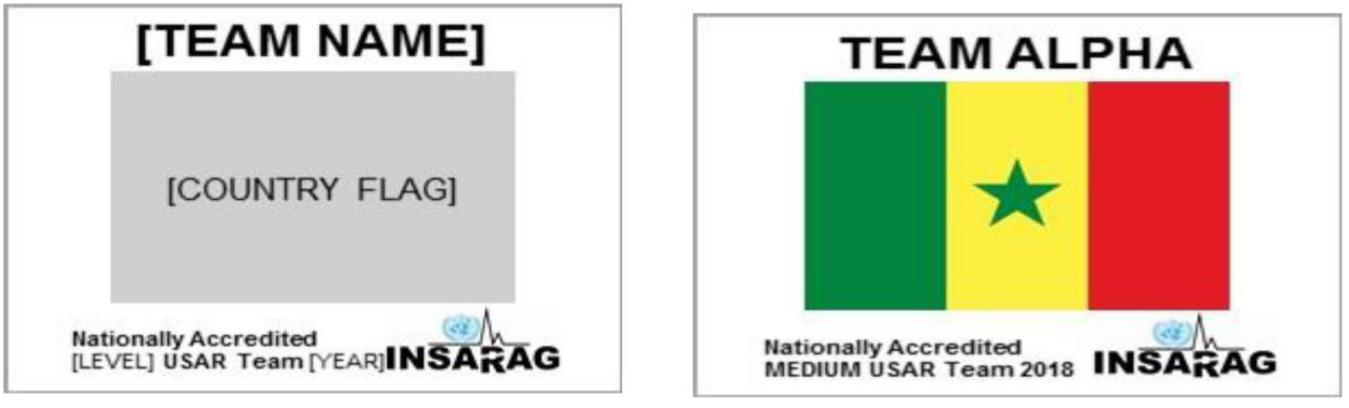 [TEAM NAME]
[COUNTRY FLAG]
Nationally Accredited
[LEVEL] USAR Team [YEAR]
INSARAG
TEAM ALPHA
Nationally Accredited
MEDIUM USAR Team 2018
INSARAG